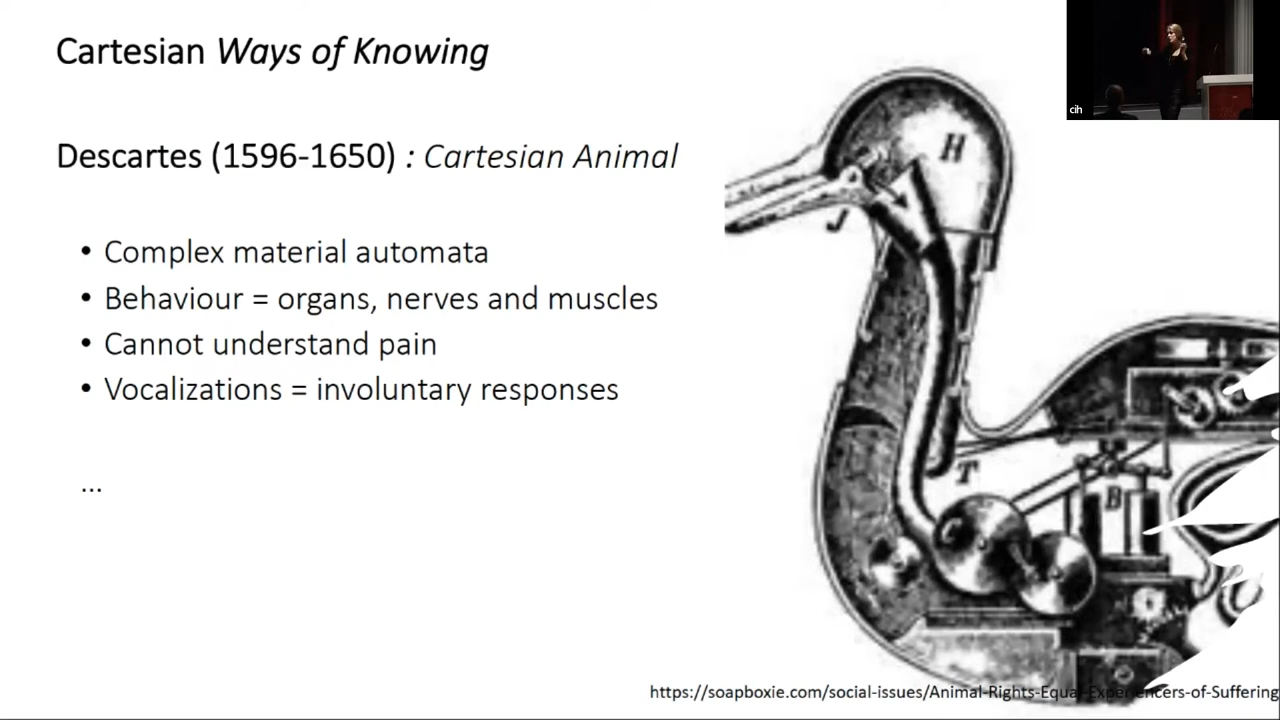 Cartesian Ways of Knowing
cih
Descartes (1596-1650) : Cartesian Animal
H
J
• Complex material automata
• Behaviour = organs, nerves and muscles
• Cannot understand pain
• Vocalizations = involuntary responses
T
B
...
C
https://soapboxie.com/social-issues/Animal-Rights-Equal-Experiencers-of-Suffering